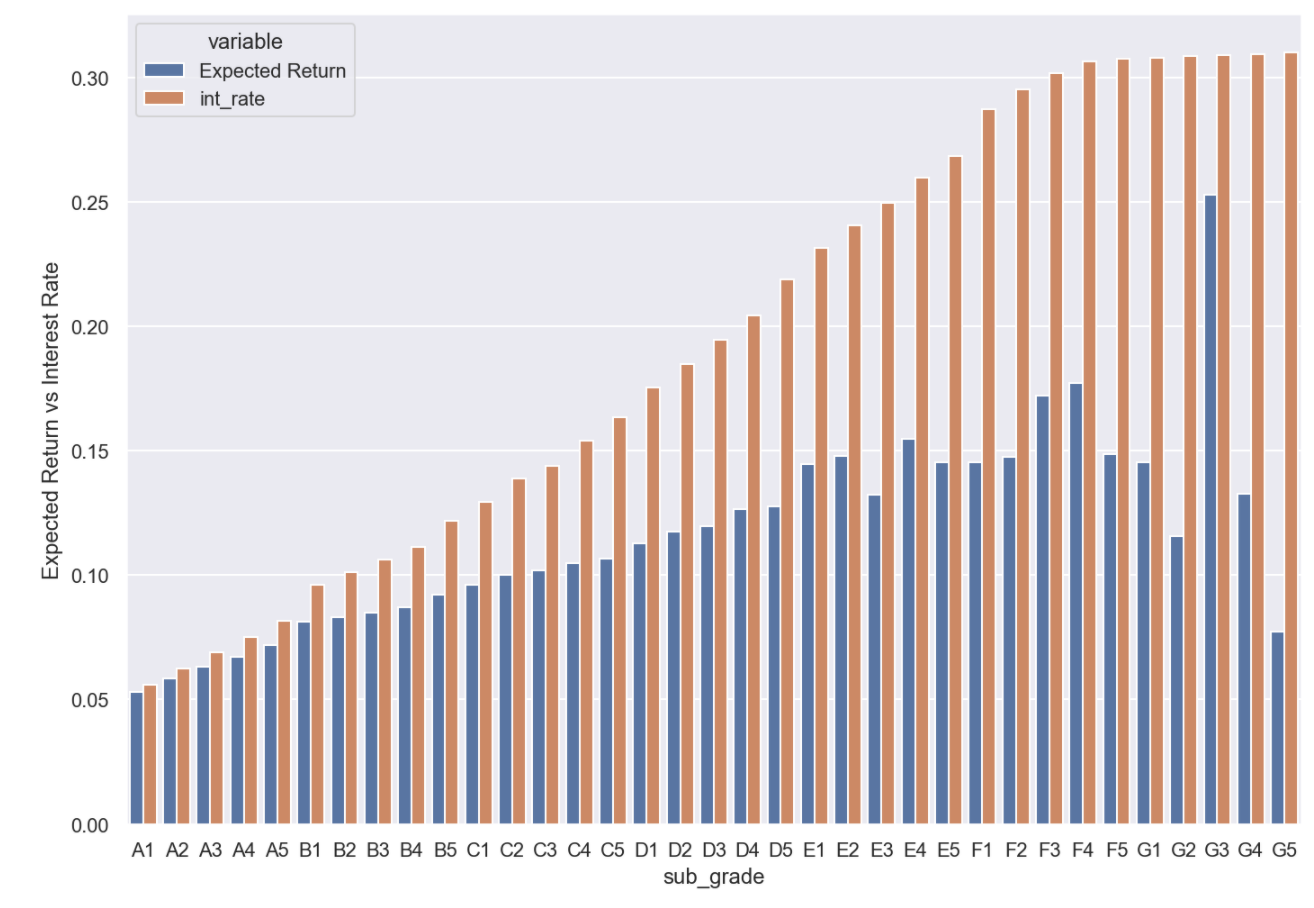 variable
Expected Return
int_rate
Expected Return vs Interest Rate
0.30
0.25
0.20
0.15
0.10
0.05
0.00
A1 A2 A3 A4 A5 B1 B2 B3 B4 B5 C1 C2 C3 C4 C5 D1 D2 D3 D4 D5 E1 E2 E3 E4 E5 F1 F2 F3 F4 F5 G1 G2 G3 G4 G5
sub_grade